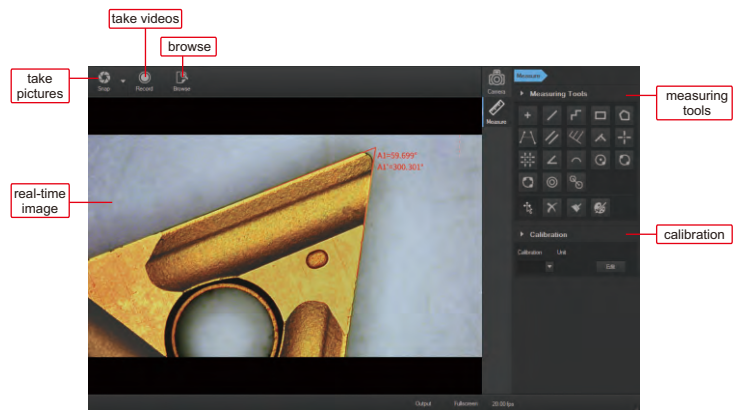 take videos
browse
take
pictures
Snap
Record
Browse
Camera
Measure
Measure
Measuring Tools
measuring
tools
A1=59.699°
A1'=300.301°
real-time
image
Calibration
calibration
Calibration Unit
Edit
Output Fullscreen 20.00 fps